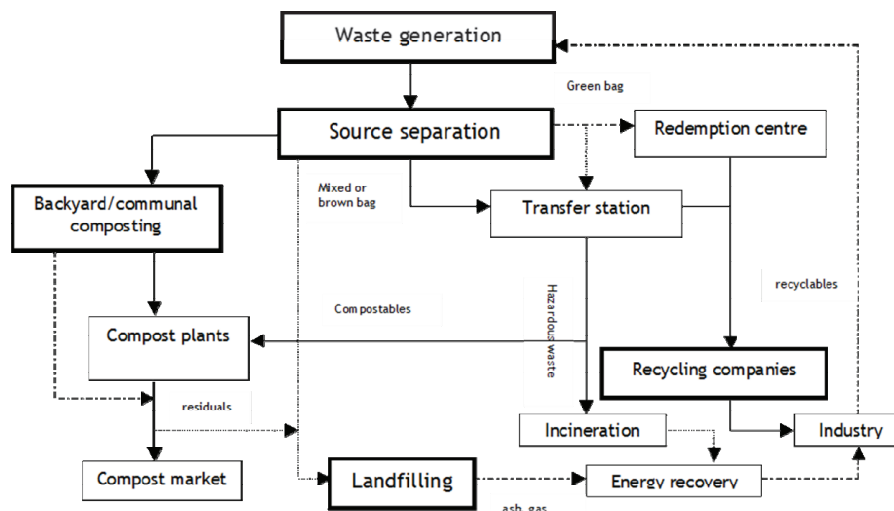 Waste generation
Green bag
Source separation
Redemption centre
Mixed or
brown bag
Backyard/communal
composting
Transfer station
recyclables
Hazardous waste
Compostables
Compost plants
Recycling companies
residuals
Incineration
Industry
Compost market
Landfilling
Energy recovery
ash, gas